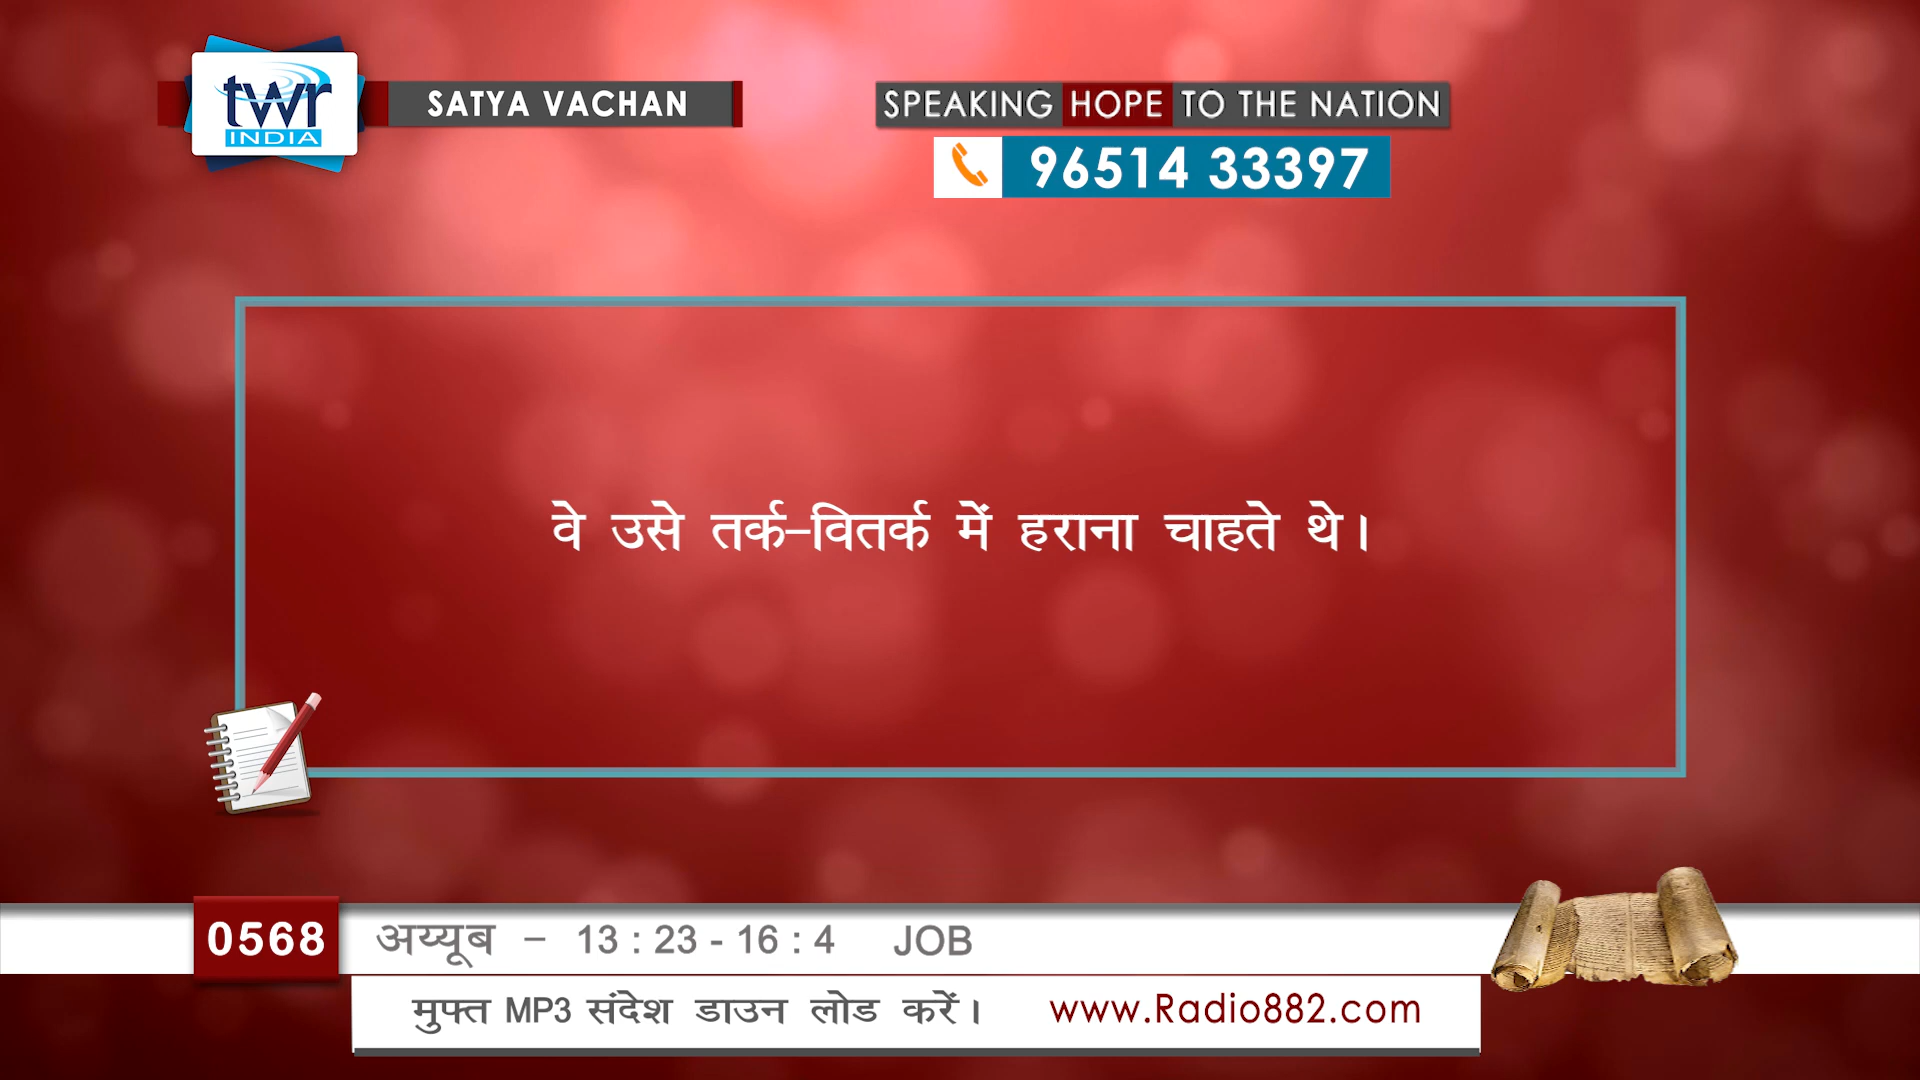 twr
INDIA
SATYA VACHAN
SPEAKING HOPE TO THE NATION
96514 33397
वे उसे तर्क-वितर्क में हराना चाहते थे।
0568
अय्यूब - 13 : 23 - 16 : 4 JOB
मुफ्त MP3 संदेश डाउन लोड करें। www.Radio882.com